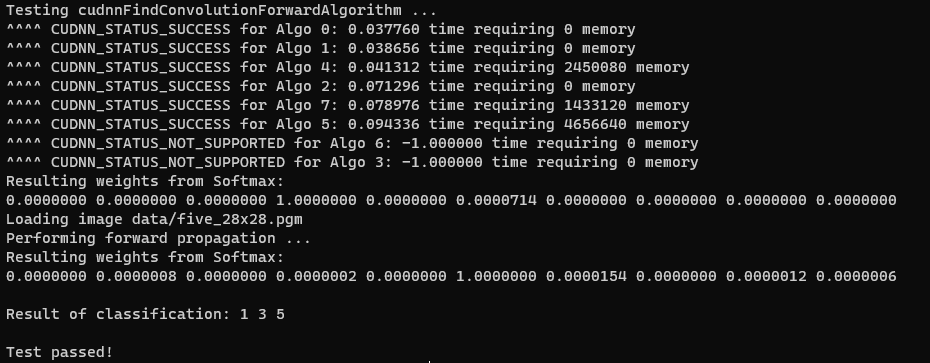 Testing cudnnFindConvolutionForwardAlgorithm ...
^^^^ CUDNN_STATUS_SUCCESS for Algo 0: 0.037760 time requiring 0 memory
^^^^ CUDNN_STATUS_SUCCESS for Algo 1: 0.038656 time requiring 0 memory
^^^^ CUDNN_STATUS_SUCCESS for Algo 4: 0.041312 time requiring 2450080 memory
^^^^ CUDNN_STATUS_SUCCESS for Algo 2: 0.071296 time requiring 0 memory
^^^^ CUDNN_STATUS_SUCCESS for Algo 7: 0.078976 time requiring 1433120 memory
^^^^ CUDNN_STATUS_SUCCESS for Algo 5: 0.094336 time requiring 4656640 memory
^^^^ CUDNN_STATUS_NOT_SUPPORTED for Algo 6: -1.000000 time requiring 0 memory
^^^^ CUDNN_STATUS_NOT_SUPPORTED for Algo 3: -1.000000 time requiring 0 memory
Resulting weights from Softmax:
0.0000000 0.0000000 0.0000000 1.0000000 0.0000000 0.0000714 0.0000000 0.0000000 0.0000000 0.0000000
Loading image data/five_28x28.pgm
Performing forward propagation ...
Resulting weights from Softmax:
0.0000000 0.0000008 0.0000000 0.0000002 0.0000000 1.0000000 0.0000154 0.0000000 0.0000012 0.0000006
Result of classification: 1 3 5
Test passed!